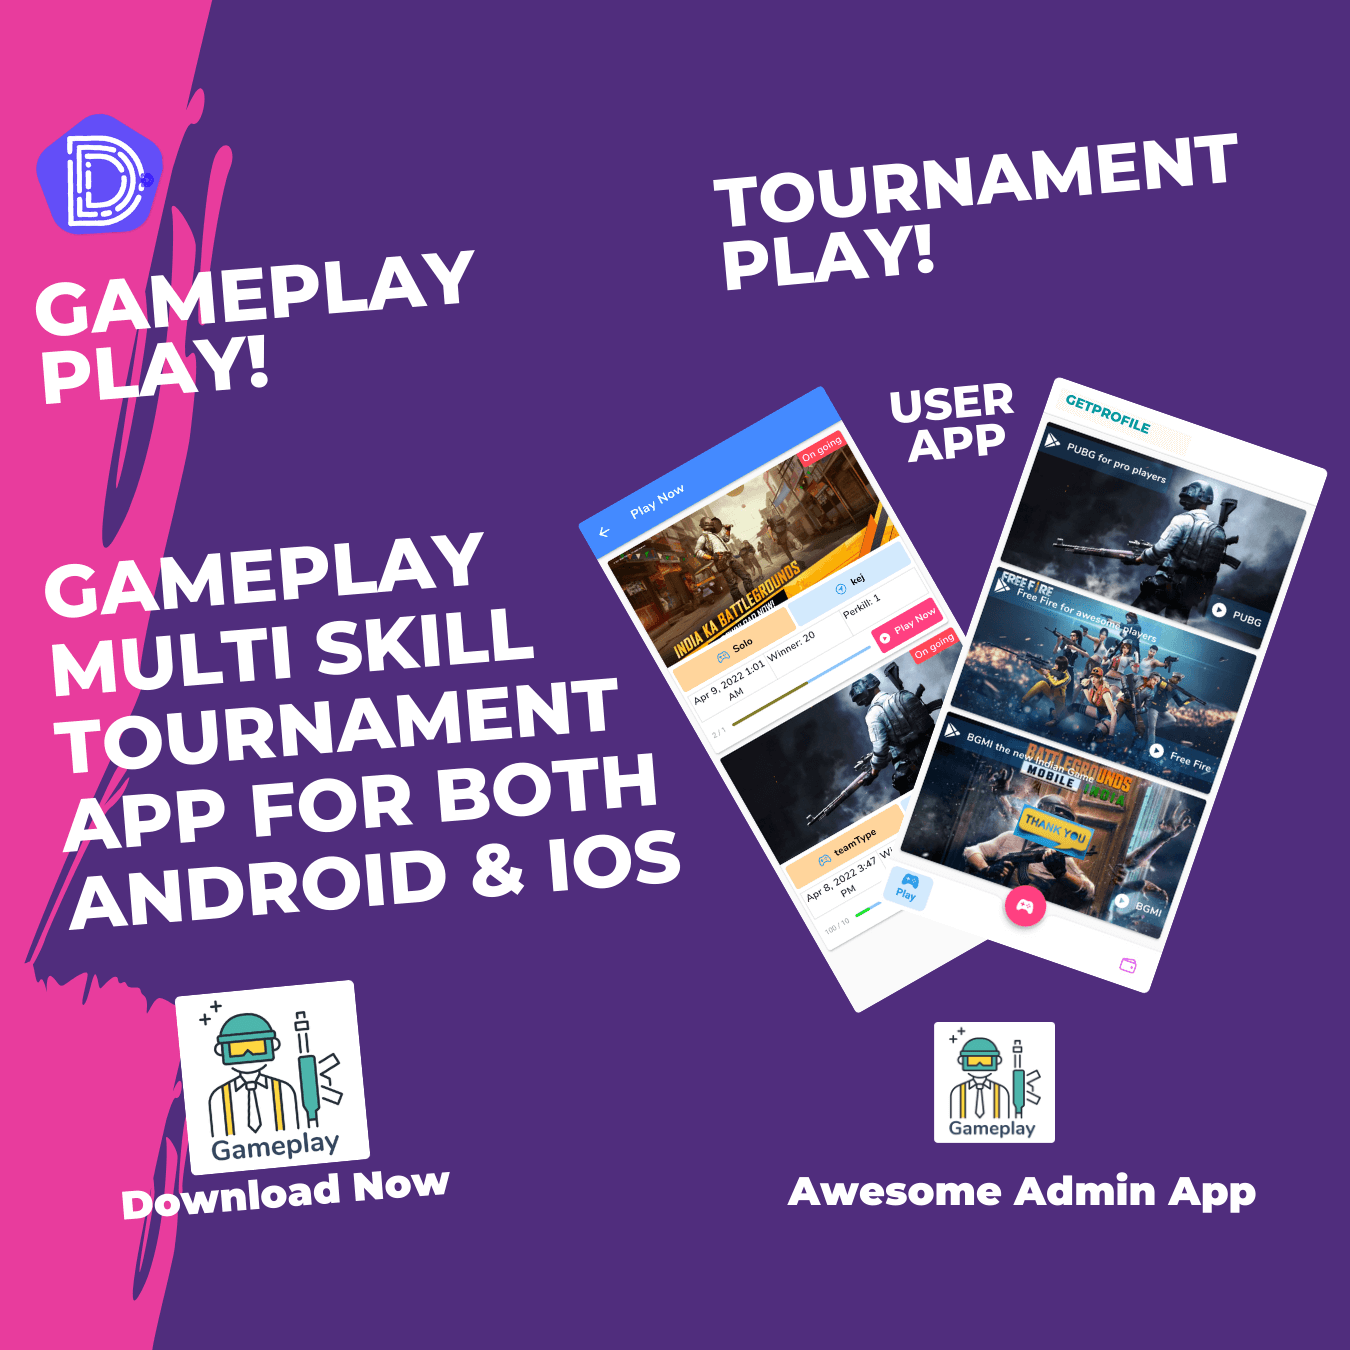 D
GAMEPLAY
PLAY!
TOURNAMENT
PLAY!
GAMEPLAY
MULTI SKILL
TOURNAMENT
APP FOR BOTH
ANDROID & IOS
Gameplay
Download Now
USER
APP
Play Now
On going
INDIA KA BATTLEGROUNDS
Solo
kej
Apr 9, 2022 1:01
AM
Winner: 20
Perkill: 1
2 / 1
Play Now
On going
teamType
Apr 8, 2022 3:47
PM
Wi
100 / 10
GETPROFILE
PUBG for pro players
PUBG
FREE FIRE
Free Fire for awesome players
Free Fire
BGMI the new Indian Game
BATTLEGROUNDS
MOBILE INDIA
THANK YOU
BGMI
Play
Gameplay
Awesome Admin App